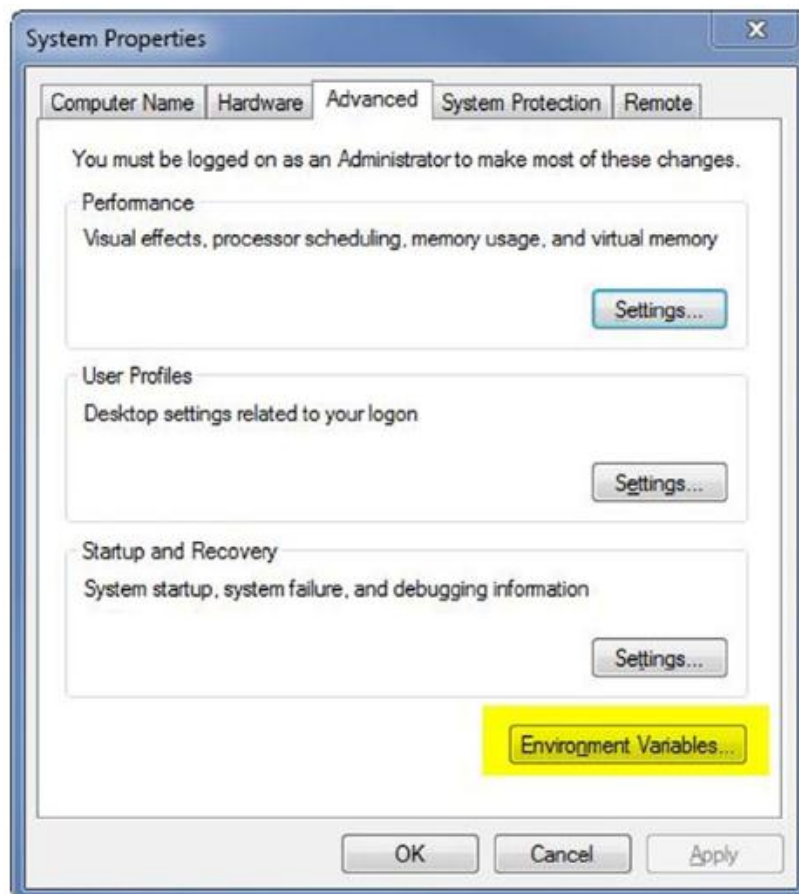 System Properties
Computer Name Hardware Advanced System Protection Remote
You must be logged on as an Administrator to make most of these changes.
Performance
Visual effects, processor scheduling, memory usage, and virtual memory
Settings...
User Profiles
Desktop settings related to your logon
Settings...
Startup and Recovery
System startup, system failure, and debugging information
Settings...
Environment Variables...
OK Cancel Apply